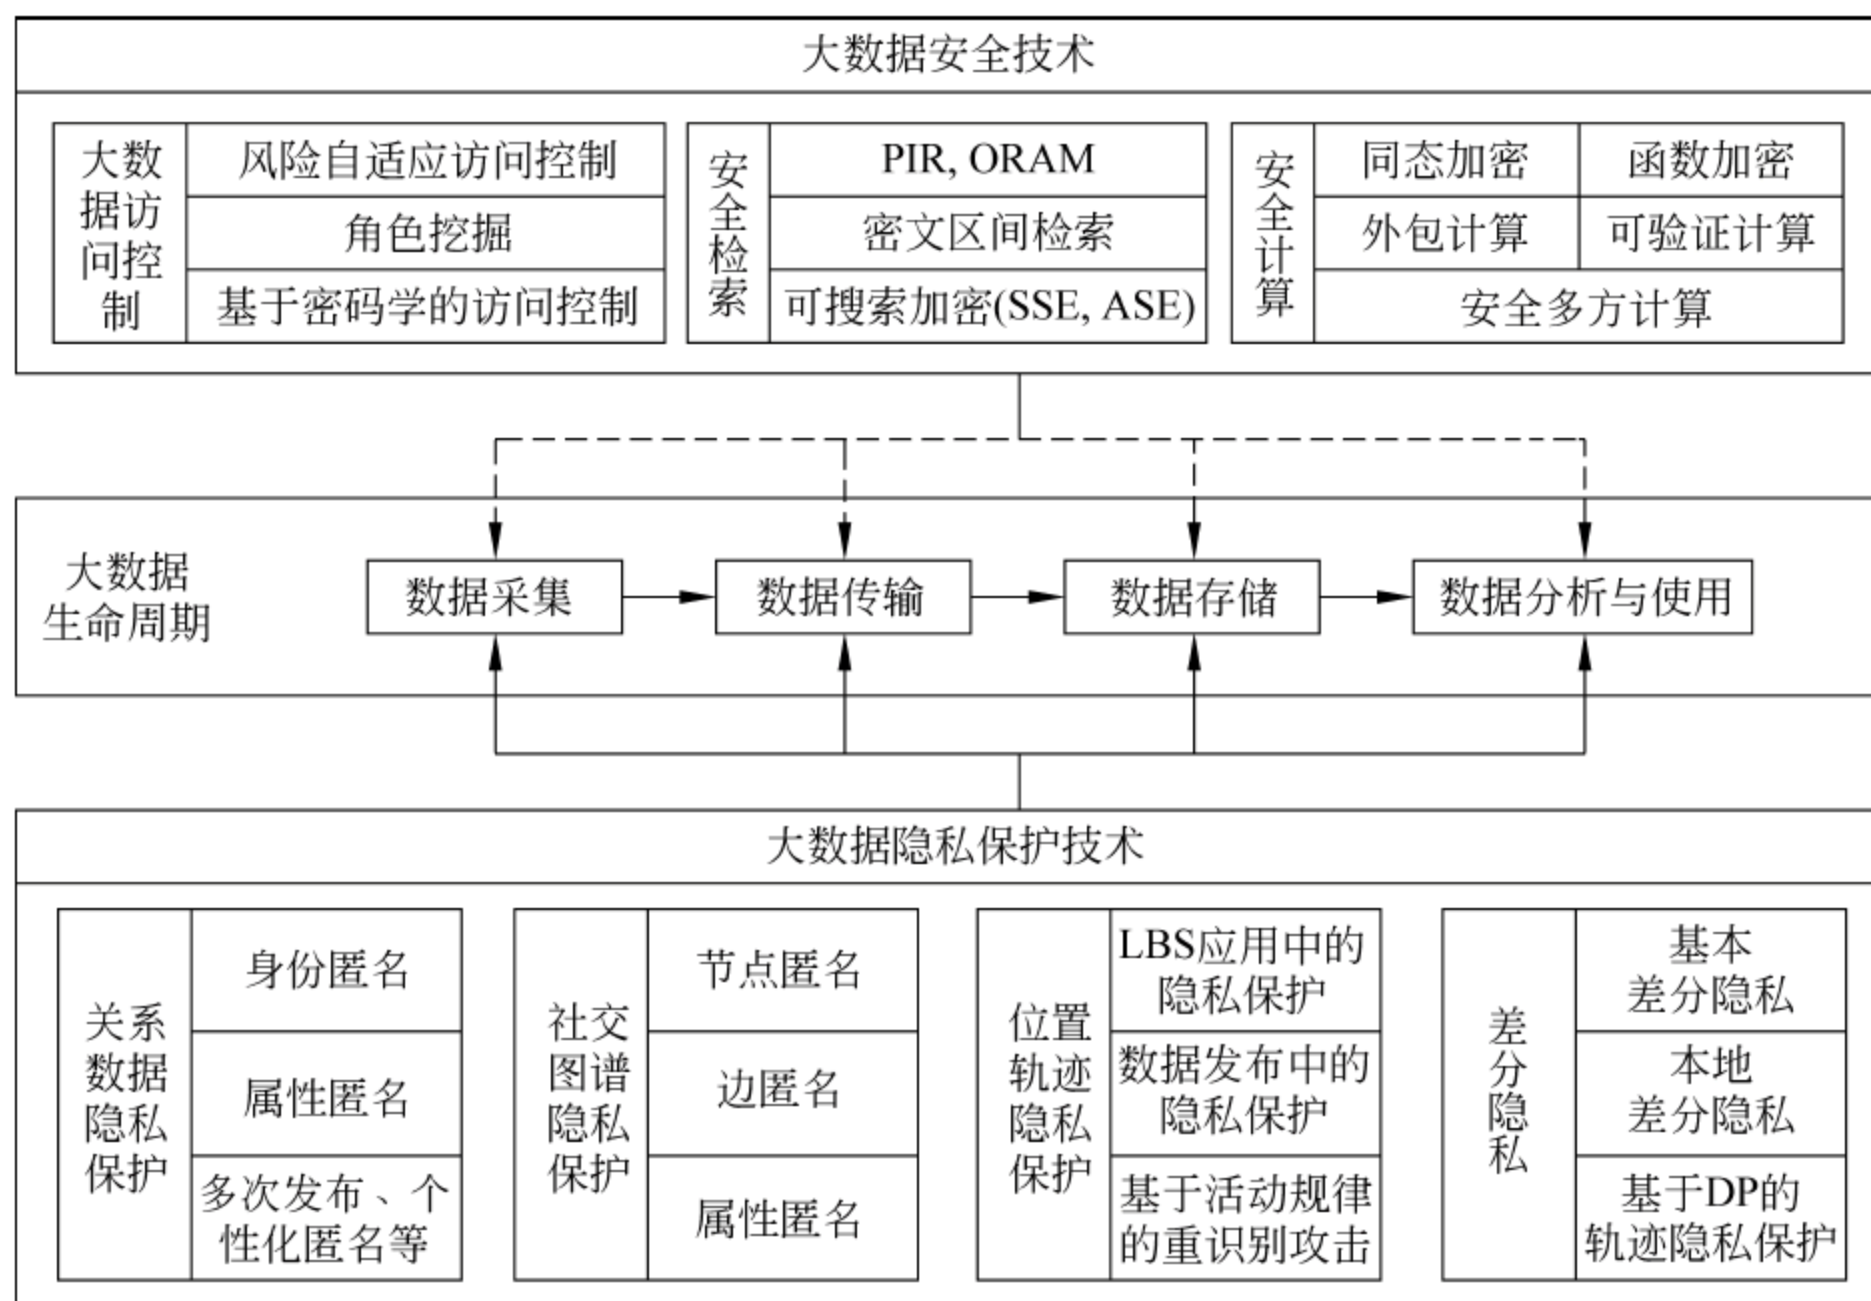 大数据安全技术
大数
据访
问控
制
风险自适应访问控制
角色挖掘
基于密码学的访问控制
安全检索
PIR, ORAM
密文区间检索
可搜索加密(SSE, ASE)
安全计算
同态加密
函数加密
外包计算
可验证计算
安全多方计算
大数据
生命周期
数据采集
数据传输
数据存储
数据分析与使用
大数据隐私保护技术
关系
数据
隐私
保护
身份匿名
属性匿名
多次发布、个
性化匿名等
社交
图谱
隐私
保护
节点匿名
边匿名
属性匿名
位置
轨迹
隐私
保护
LBS应用中的
隐私保护
数据发布中的
隐私保护
基于活动规律
的重识别攻击
差分隐私
基本
差分隐私
本地
差分隐私
基于DP的
轨迹隐私保护